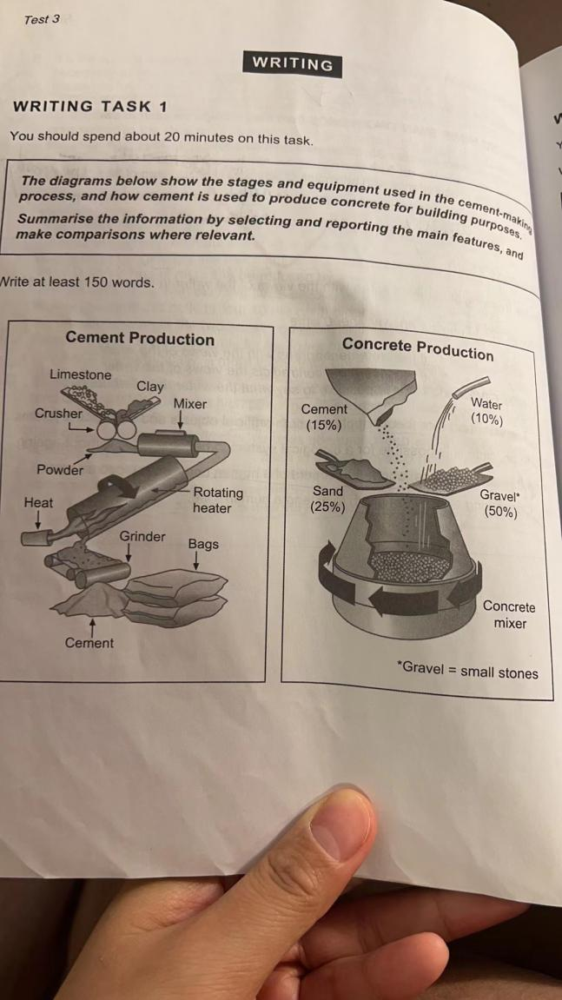 Test 3
WRITING
WRITING TASK 1
You should spend about 20 minutes on this task.
The diagrams below show the stages and equipment used in the cement-making
process, and how cement is used to produce concrete for building purposes.
Summarise the information by selecting and reporting the main features, and
make comparisons where relevant.
Write at least 150 words.
Cement Production
Limestone
Clay
Crusher
Mixer
Powder
Rotating
heater
Heat
Grinder
Bags
Cement
Concrete Production
Cement
(15%)
Water
(10%)
Sand
(25%)
Gravel*
(50%)
Concrete
mixer
*Gravel = small stones